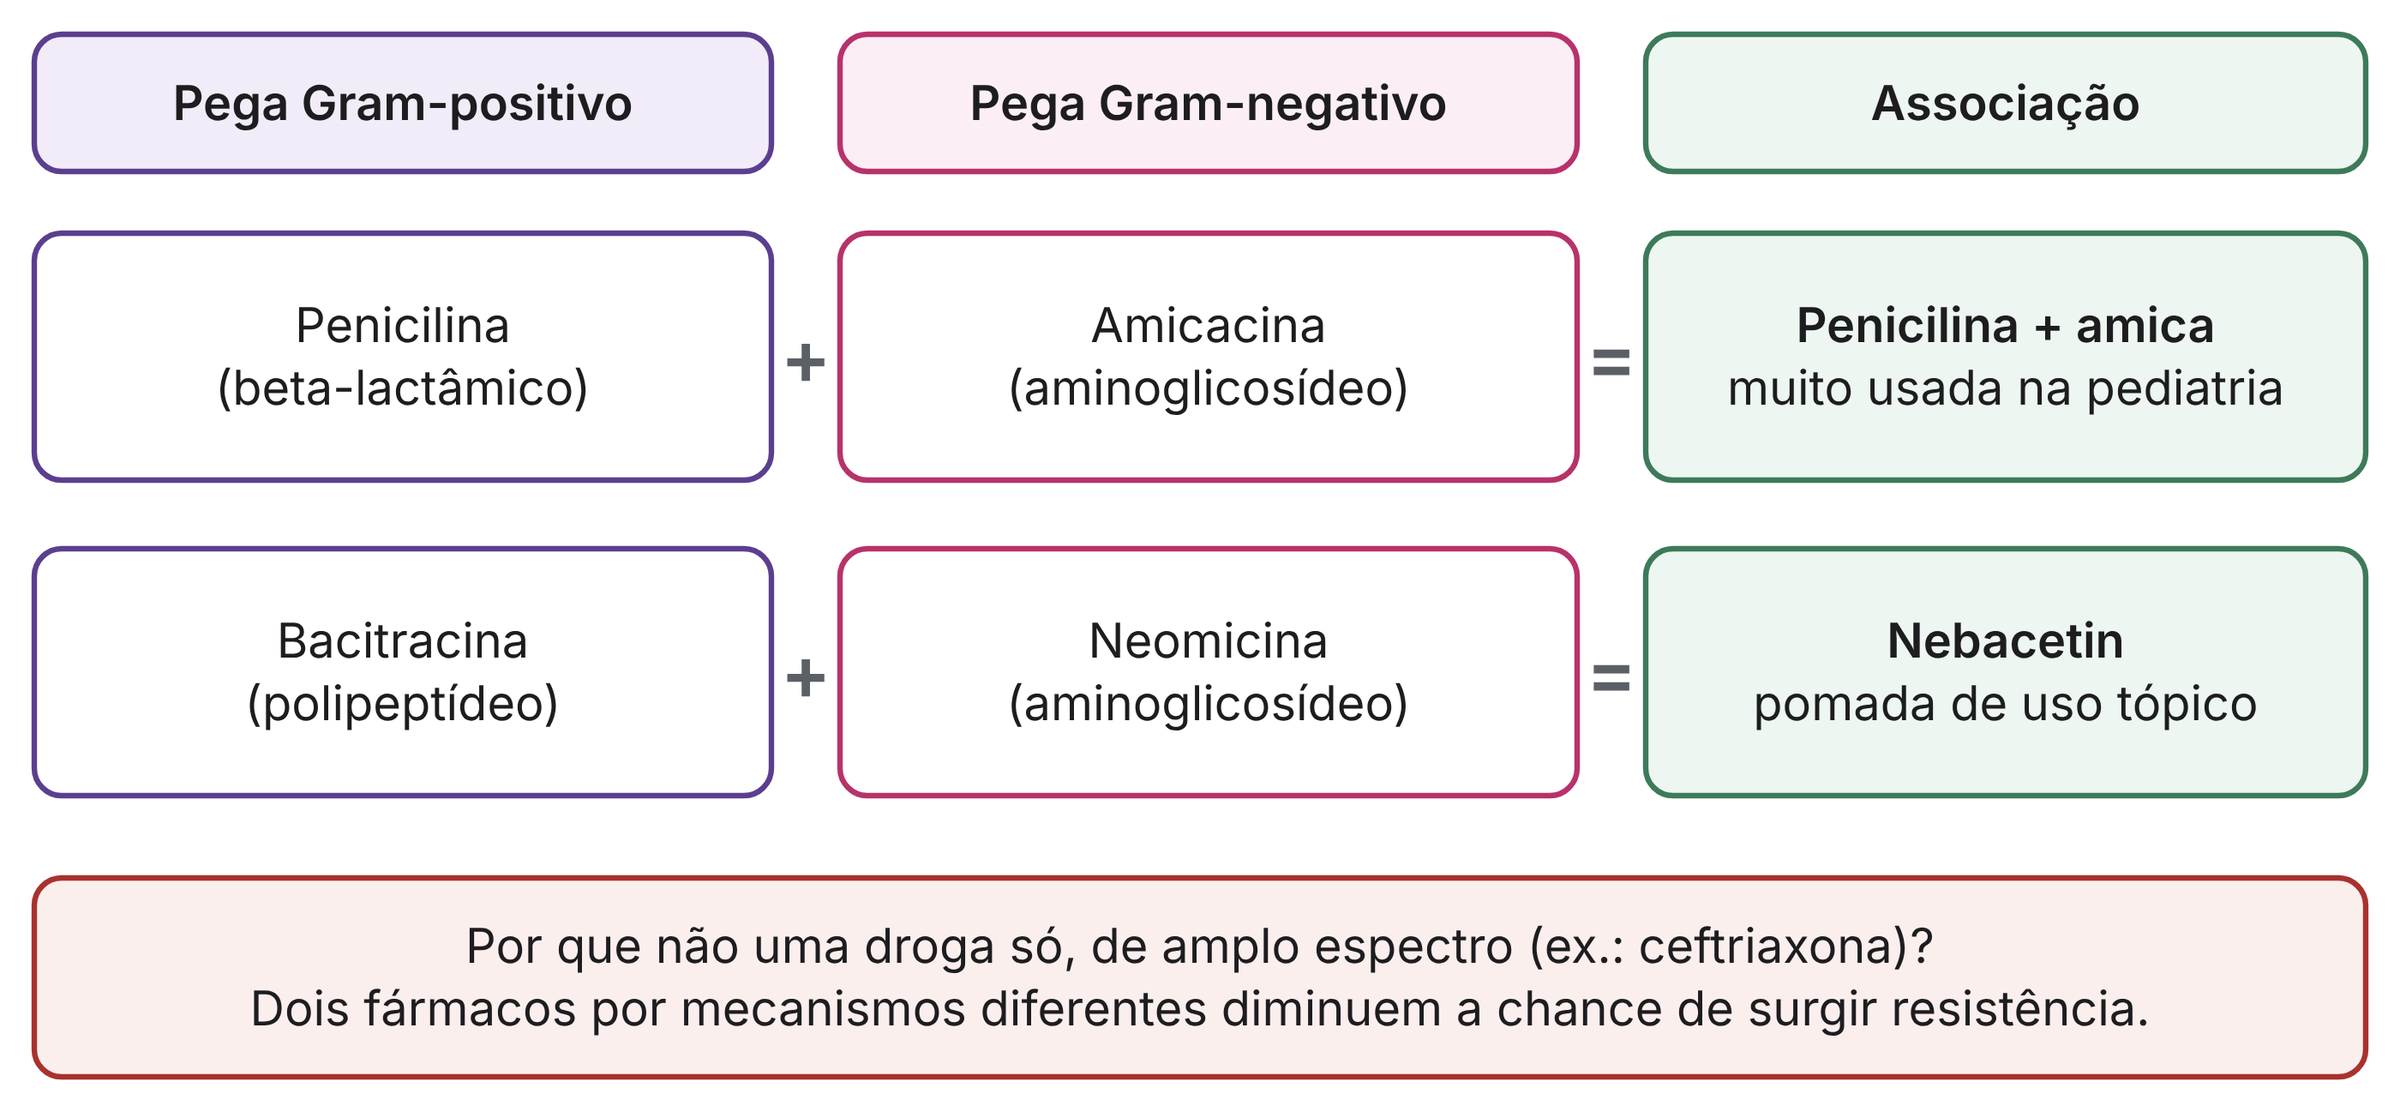 Pega Gram-positivo
Pega Gram-negativo
Associação
Penicilina
(beta-lactâmico)
+
Amicacina
(aminoglicosídeo)
=
Penicilina + amica
muito usada na pediatria
Bacitracina
(polipeptídeo)
+
Neomicina
(aminoglicosídeo)
=
Nebacetin
pomada de uso tópico
Por que não uma droga só, de amplo espectro (ex.: ceftriaxona)?
Dois fármacos por mecanismos diferentes diminuem a chance de surgir resistência.